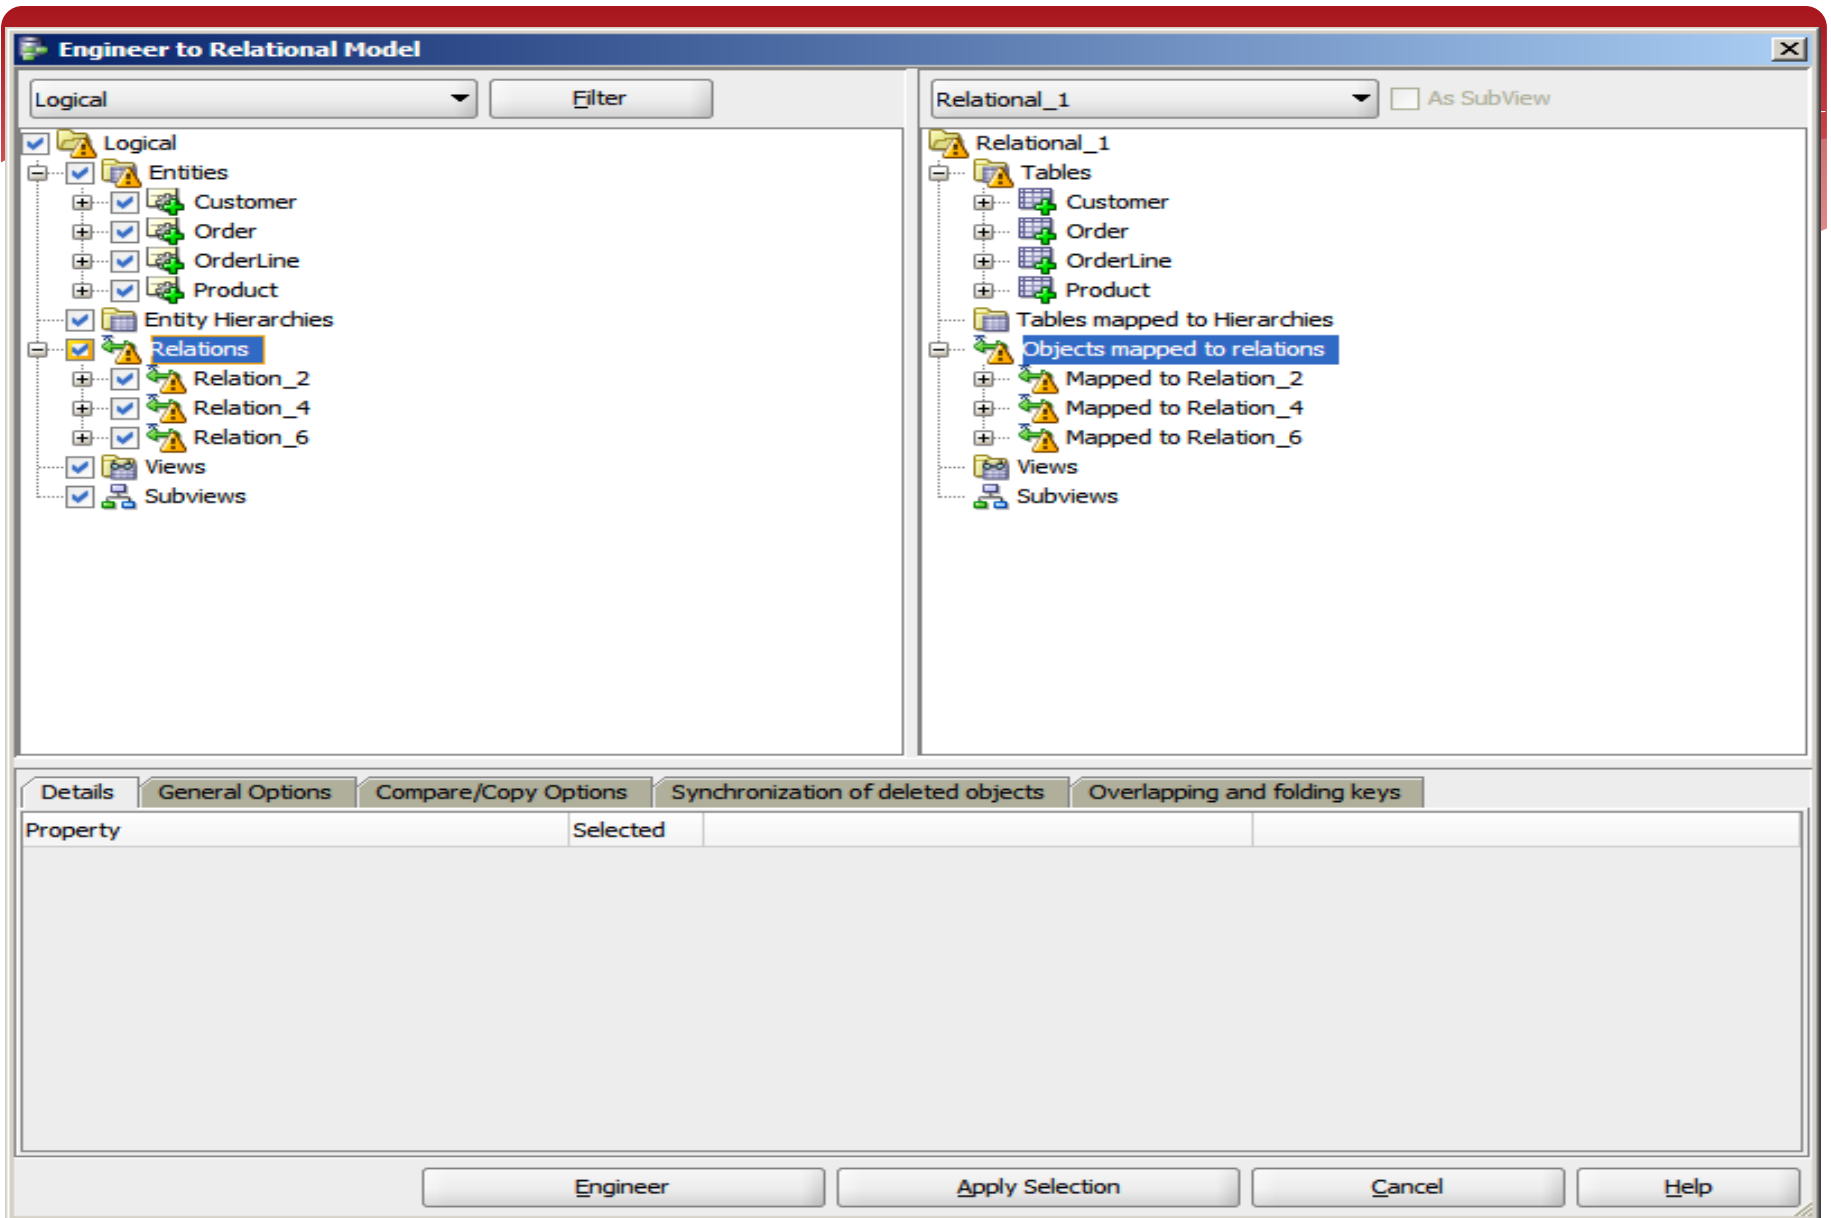 Engineer to Relational Model
Logical
Filter
Relational_1
As SubView
Logical
Entities
Customer
Order
OrderLine
Product
Entity Hierarchies
Relations
Relation_2
Relation_4
Relation_6
Views
Subviews
Relational_1
Tables
Customer
Order
OrderLine
Product
Tables mapped to Hierarchies
Objects mapped to relations
Mapped to Relation_2
Mapped to Relation_4
Mapped to Relation_6
Views
Subviews
Details
General Options
Compare/Copy Options
Synchronization of deleted objects
Overlapping and folding keys
Property
Selected
Engineer
Apply Selection
Cancel
Help